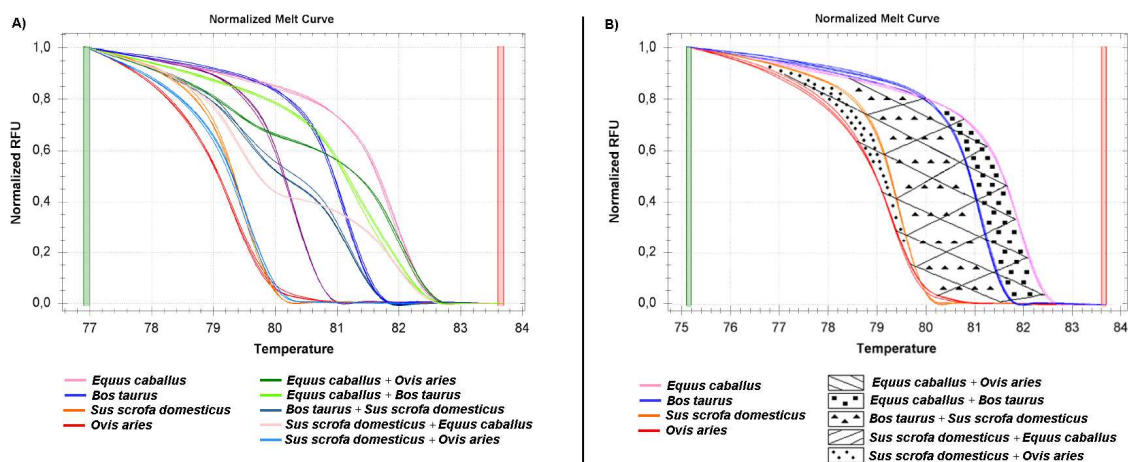 A)
Normalized Melt Curve
Normalized RFU
1,0
0,8
0,6
0,4
0,2
0,0
77 78 79 80 81 82 83 84
Temperature
Equus caballus
Bos taurus
Sus scrofa domesticus
Ovis aries
Equus caballus + Ovis aries
Equus caballus + Bos taurus
Bos taurus + Sus scrofa domesticus
Sus scrofa domesticus + Equus caballus
Sus scrofa domesticus + Ovis aries
B)
Normalized Melt Curve
Normalized RFU
1,0
0,8
0,6
0,4
0,2
0,0
75 76 77 78 79 80 81 82 83 84
Temperature
Equus caballus
Bos taurus
Sus scrofa domesticus
Ovis aries
Equus caballus + Ovis aries
Equus caballus + Bos taurus
Bos taurus + Sus scrofa domesticus
Sus scrofa domesticus + Equus caballus
Sus scrofa domesticus + Ovis aries